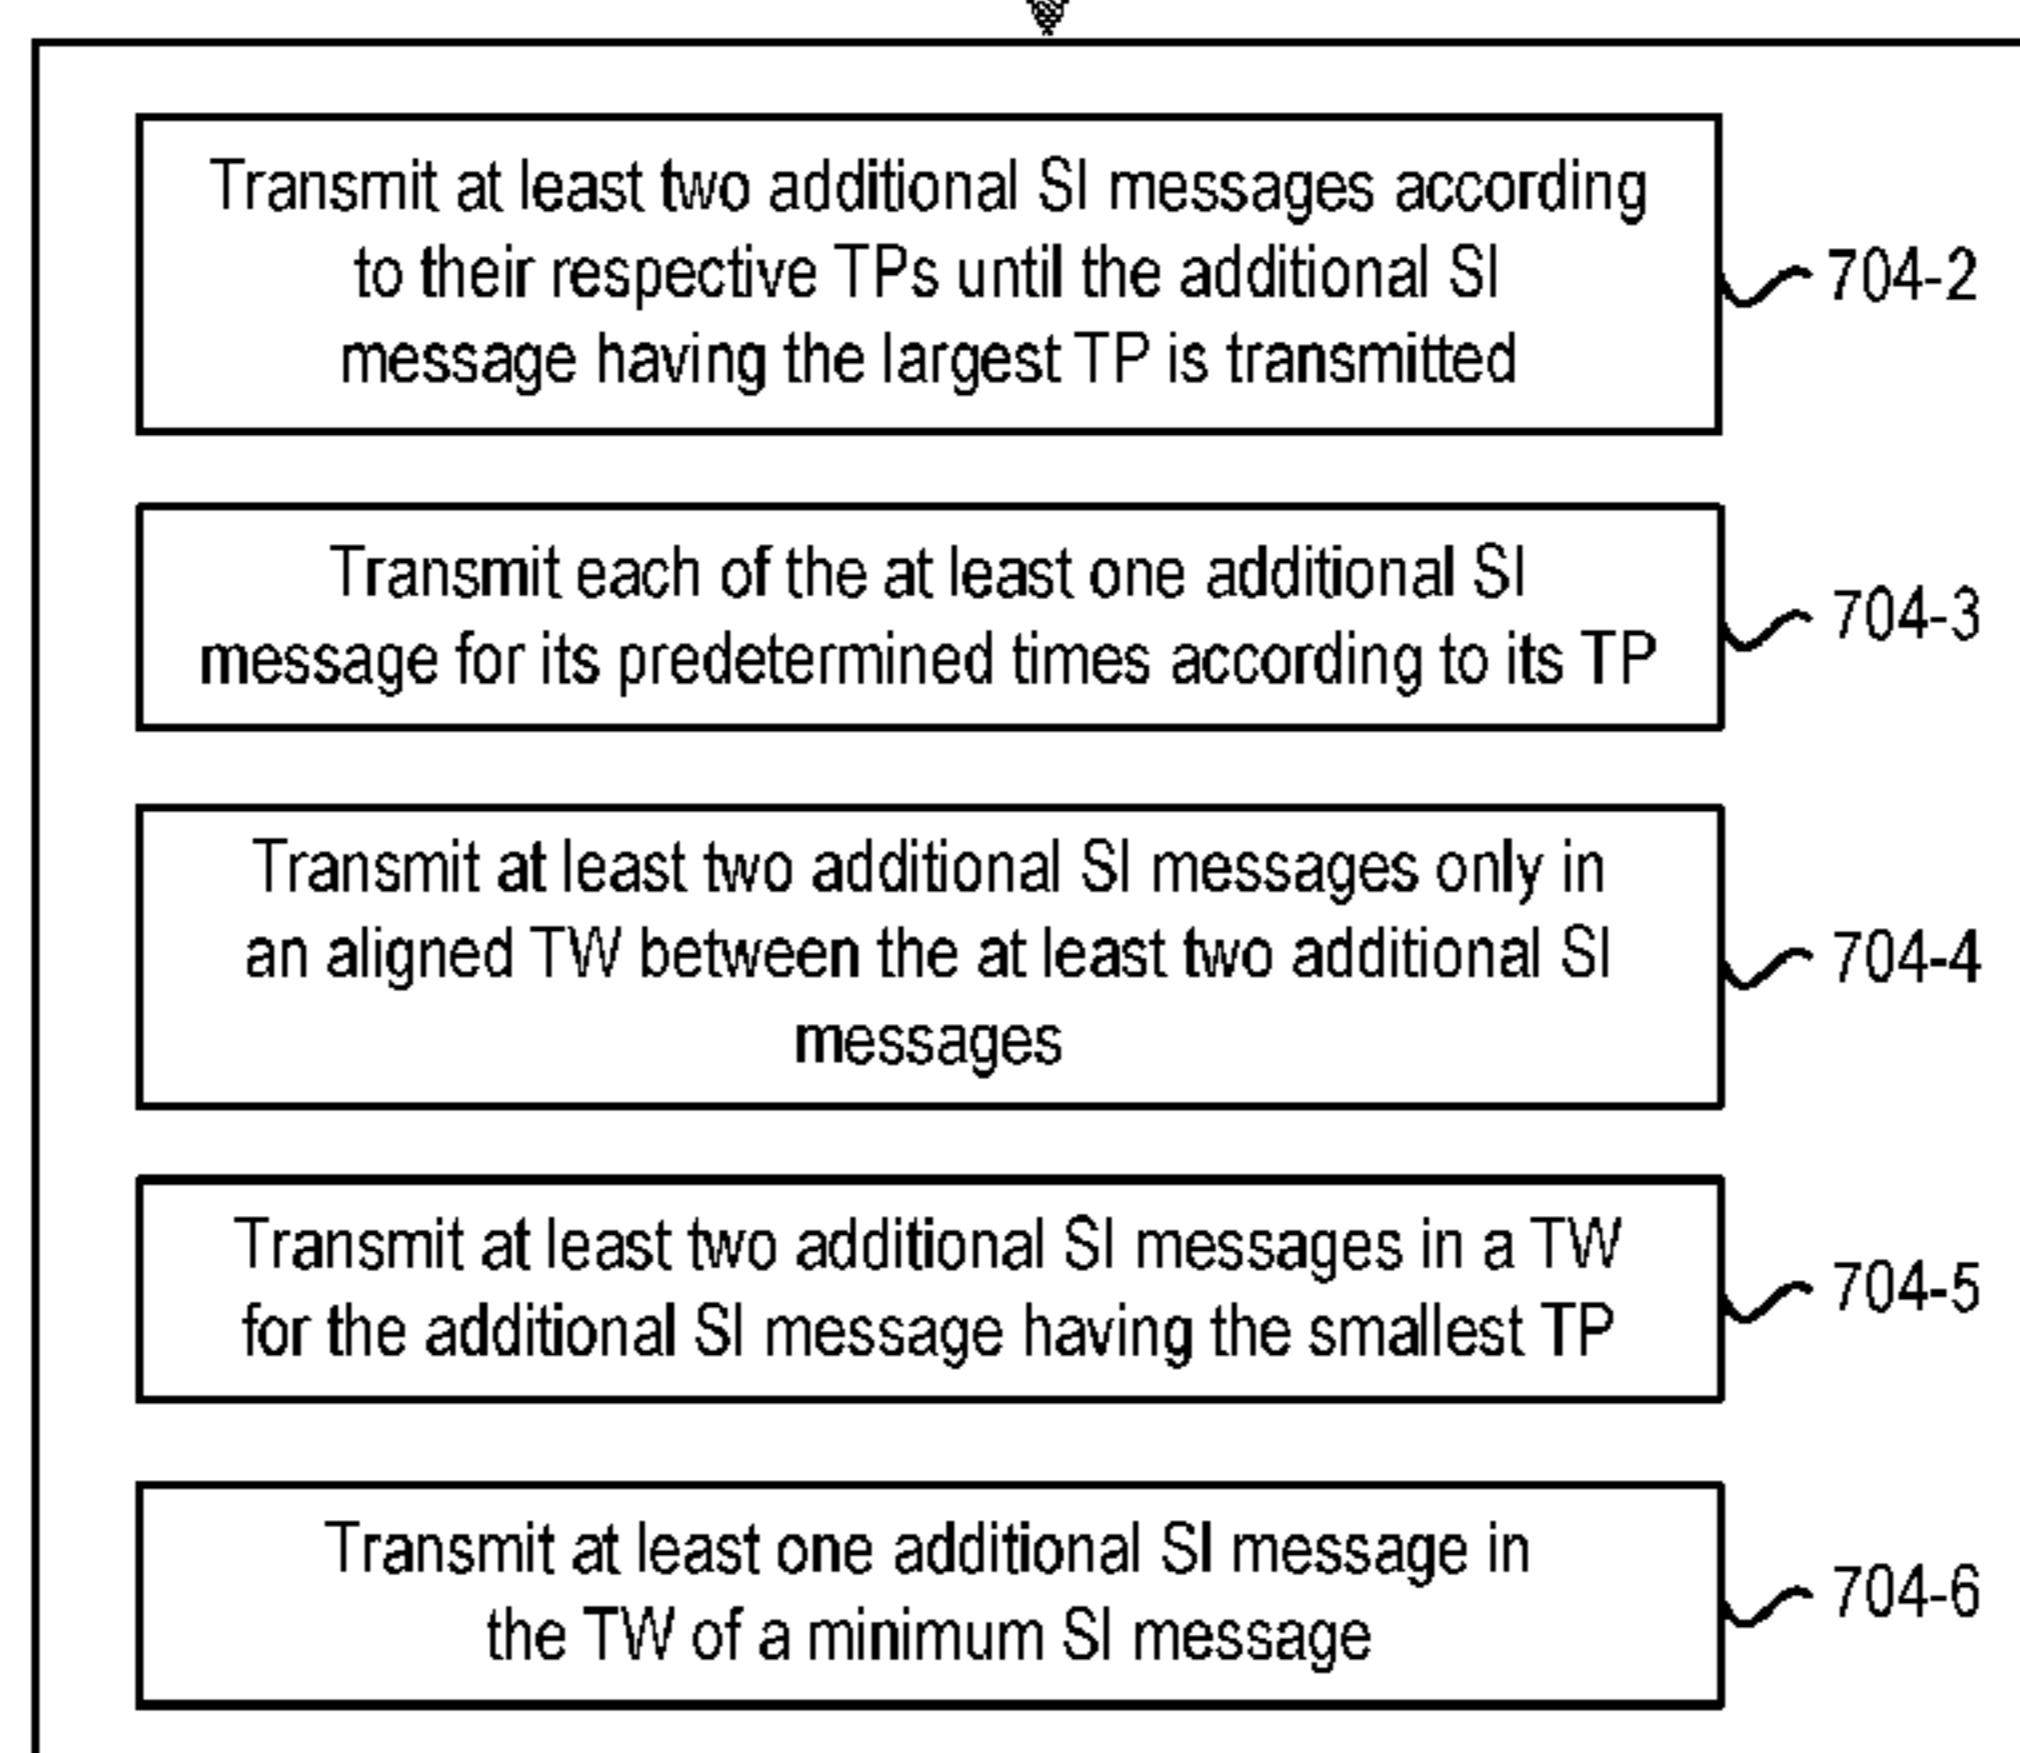 Transmit at least two additional SI messages according
to their respective TPs until the additional SI
message having the largest TP is transmitted
704-2
Transmit each of the at least one additional SI
message for its predetermined times according to its TP
704-3
Transmit at least two additional SI messages only in
an aligned TW between the at least two additional SI
messages
704-4
Transmit at least two additional SI messages in a TW
for the additional SI message having the smallest TP
704-5
Transmit at least one additional SI message in
the TW of a minimum SI message
704-6